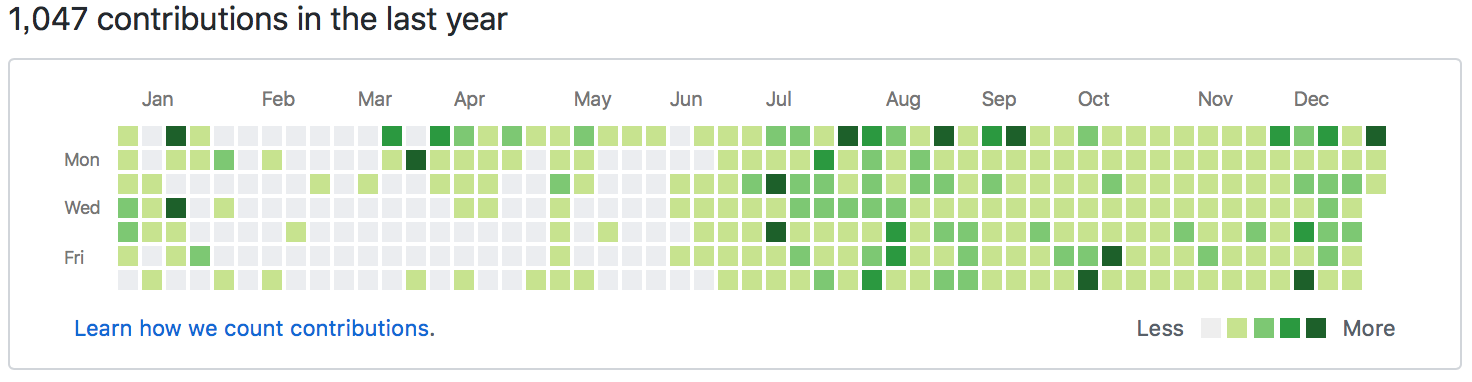 1,047 contributions in the last year
Jan Feb Mar Apr May Jun Jul Aug Sep Oct Nov Dec
Mon
Wed
Fri
Learn how we count contributions.
Less More